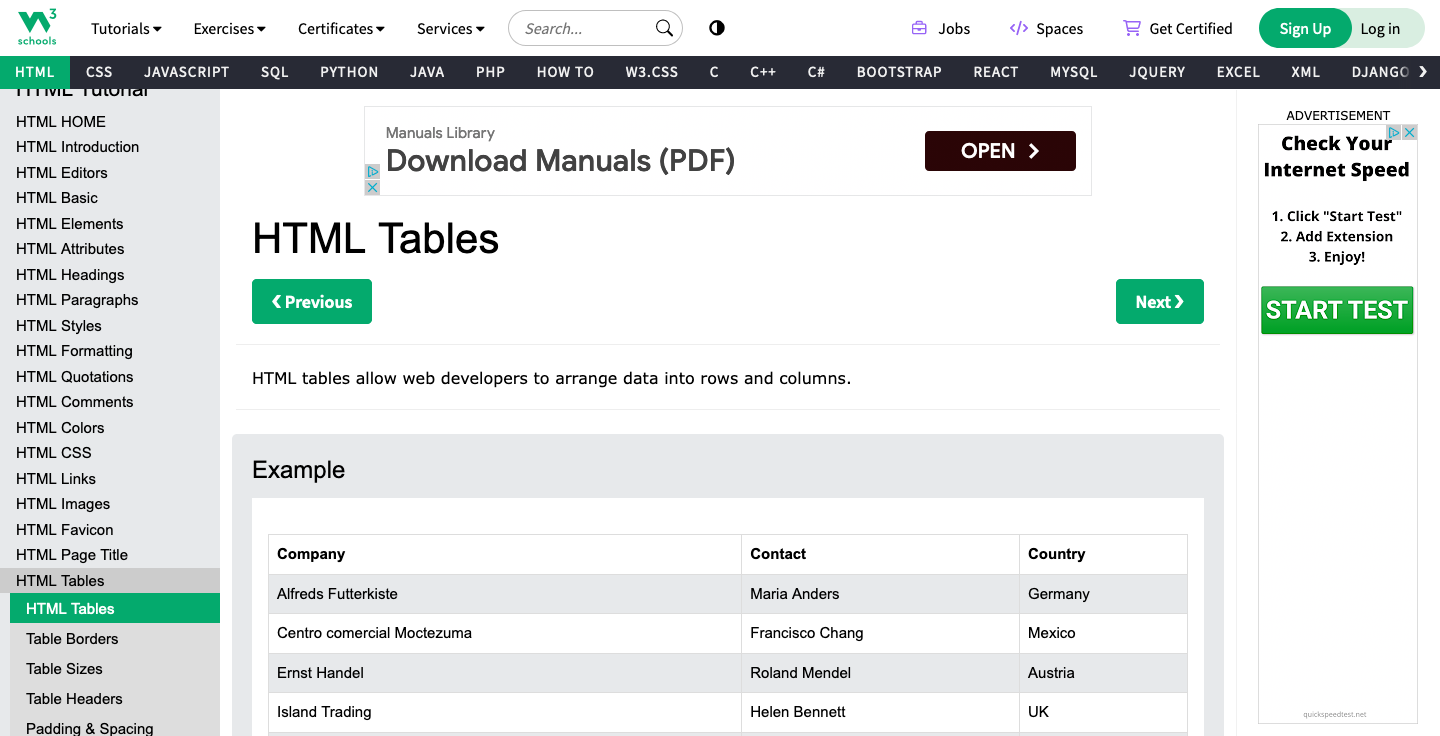 3
schools
Tutorials Exercises Certificates Services Search... Jobs Spaces Get Certified Sign Up Log in
HTML CSS JAVASCRIPT SQL PYTHON JAVA PHP HOW TO W3.CSS C C++ C# BOOTSTRAP REACT MYSQL JQUERY EXCEL XML DJANGO
HTML Tutorial
HTML HOME
HTML Introduction
HTML Editors
HTML Basic
HTML Elements
HTML Attributes
HTML Headings
HTML Paragraphs
HTML Styles
HTML Formatting
HTML Quotations
HTML Comments
HTML Colors
HTML CSS
HTML Links
HTML Images
HTML Favicon
HTML Page Title
HTML Tables
HTML Tables
Table Borders
Table Sizes
Table Headers
Padding & Spacing
Manuals Library
Download Manuals (PDF)
OPEN
HTML Tables
❮ Previous Next ❯
HTML tables allow web developers to arrange data into rows and columns.
Example
Company Contact Country
Alfreds Futterkiste Maria Anders Germany
Centro comercial Moctezuma Francisco Chang Mexico
Ernst Handel Roland Mendel Austria
Island Trading Helen Bennett UK
ADVERTISEMENT
Check Your
Internet Speed
1. Click "Start Test"
2. Add Extension
3. Enjoy!
START TEST
quickspeedtest.net